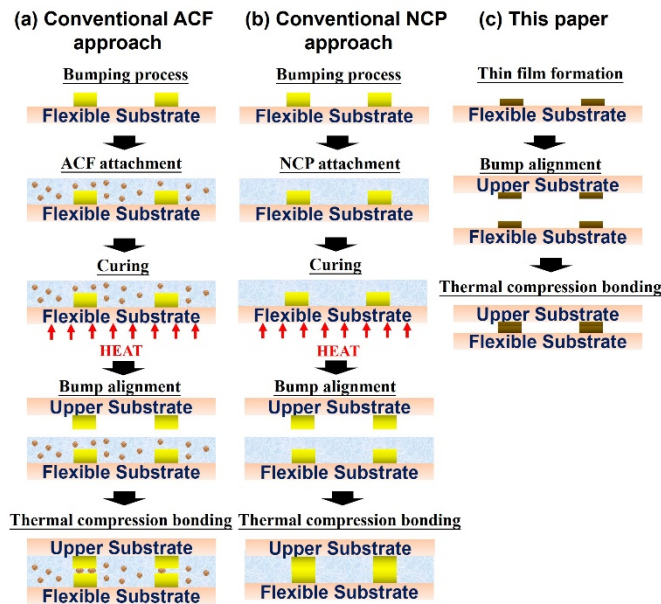 (a) Conventional ACF
approach
Bumping process
Flexible Substrate
ACF attachment
Flexible Substrate
Curing
Flexible Substrate
HEAT
Bump alignment
Upper Substrate
Flexible Substrate
Thermal compression bonding
Upper Substrate
Flexible Substrate
(b) Conventional NCP
approach
Bumping process
Flexible Substrate
NCP attachment
Flexible Substrate
Curing
Flexible Substrate
HEAT
Bump alignment
Upper Substrate
Flexible Substrate
Thermal compression bonding
Upper Substrate
Flexible Substrate
(c) This paper
Thin film formation
Flexible Substrate
Bump alignment
Upper Substrate
Flexible Substrate
Thermal compression bonding
Upper Substrate
Flexible Substrate